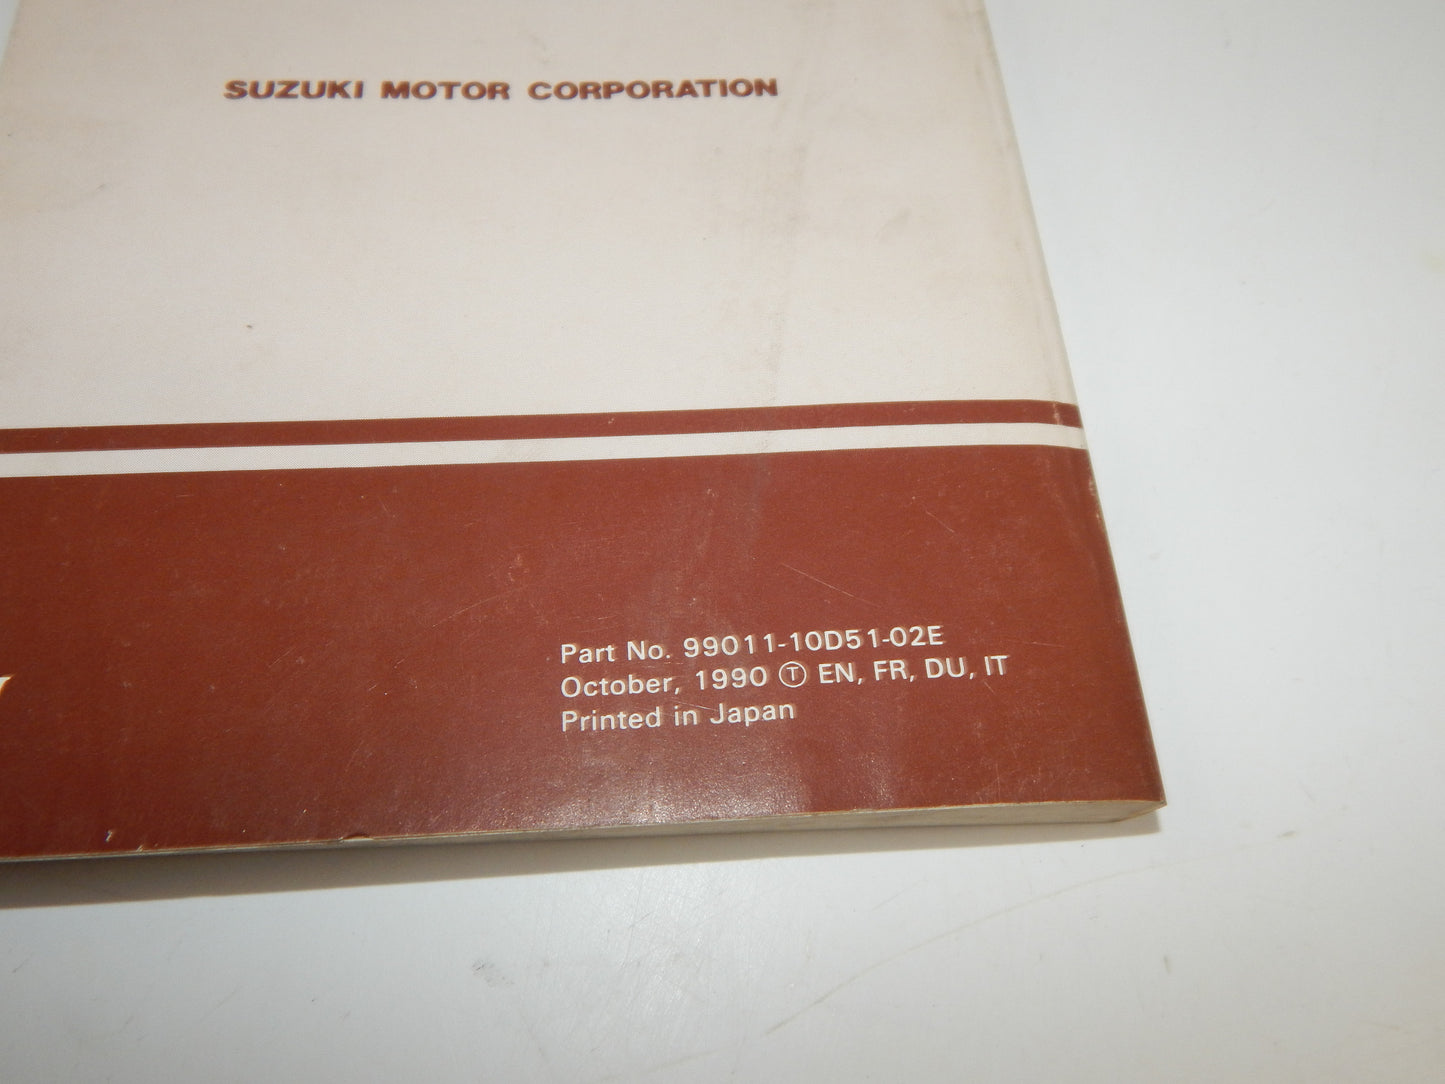 SUZUKI MOTOR CORPORATION
Part No. 99011-10D51-02E
October, 1990 Ⓣ EN, FR, DU, IT
Printed in Japan